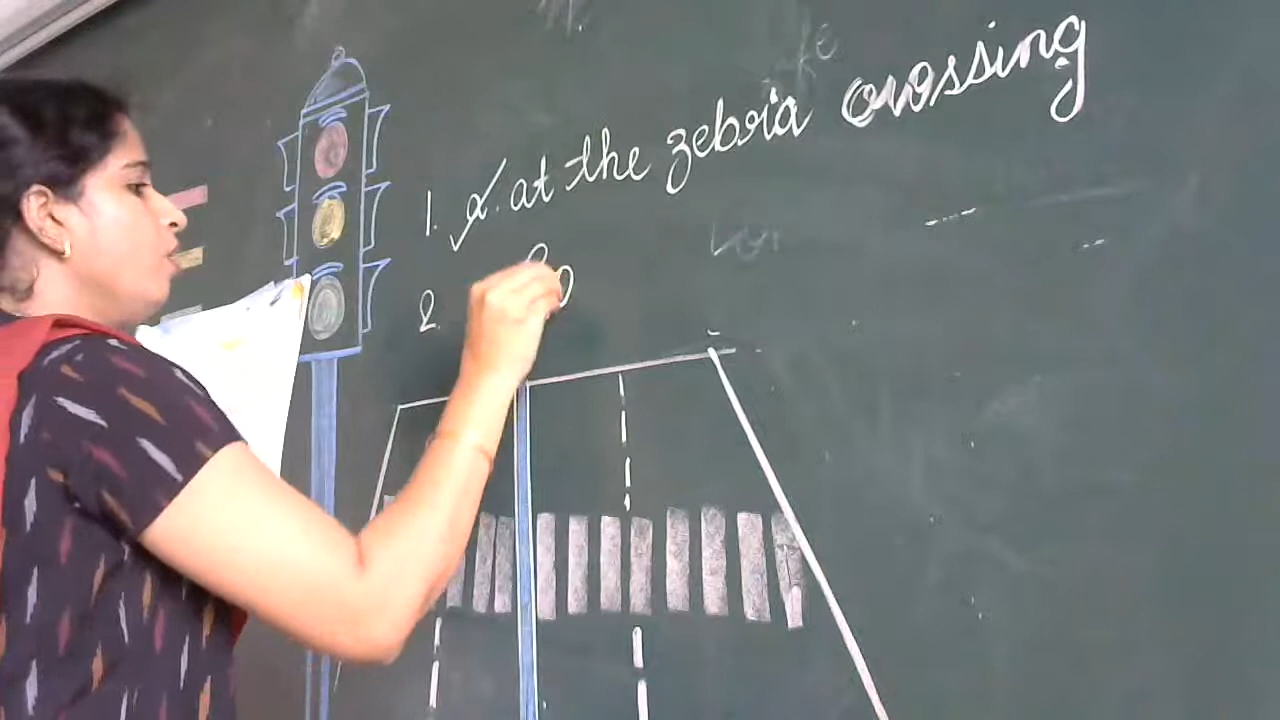 1. a. at the zebra crossing
2.